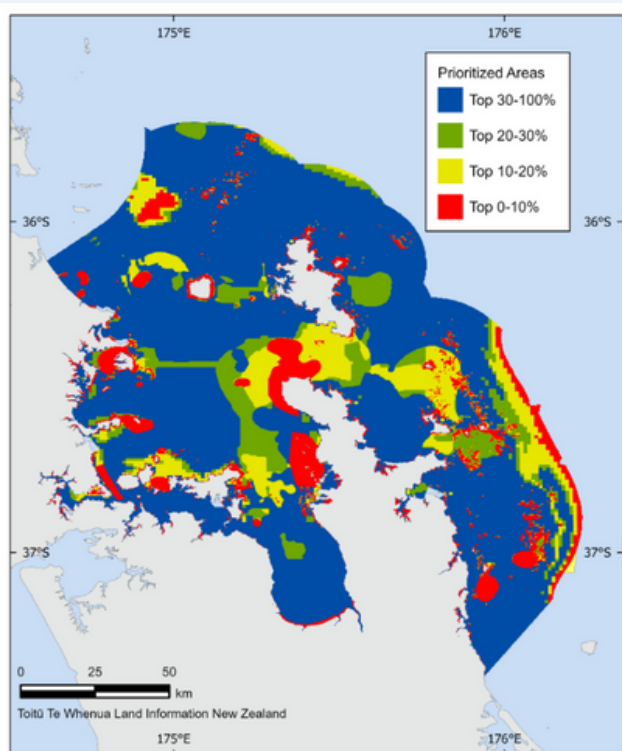 175°E 176°E
Prioritized Areas
Top 30-100%
Top 20-30%
Top 10-20%
Top 0-10%
36°S 36°S
37°S 37°S
0 25 50
km
Toitū Te Whenua Land Information New Zealand
175°E 176°E